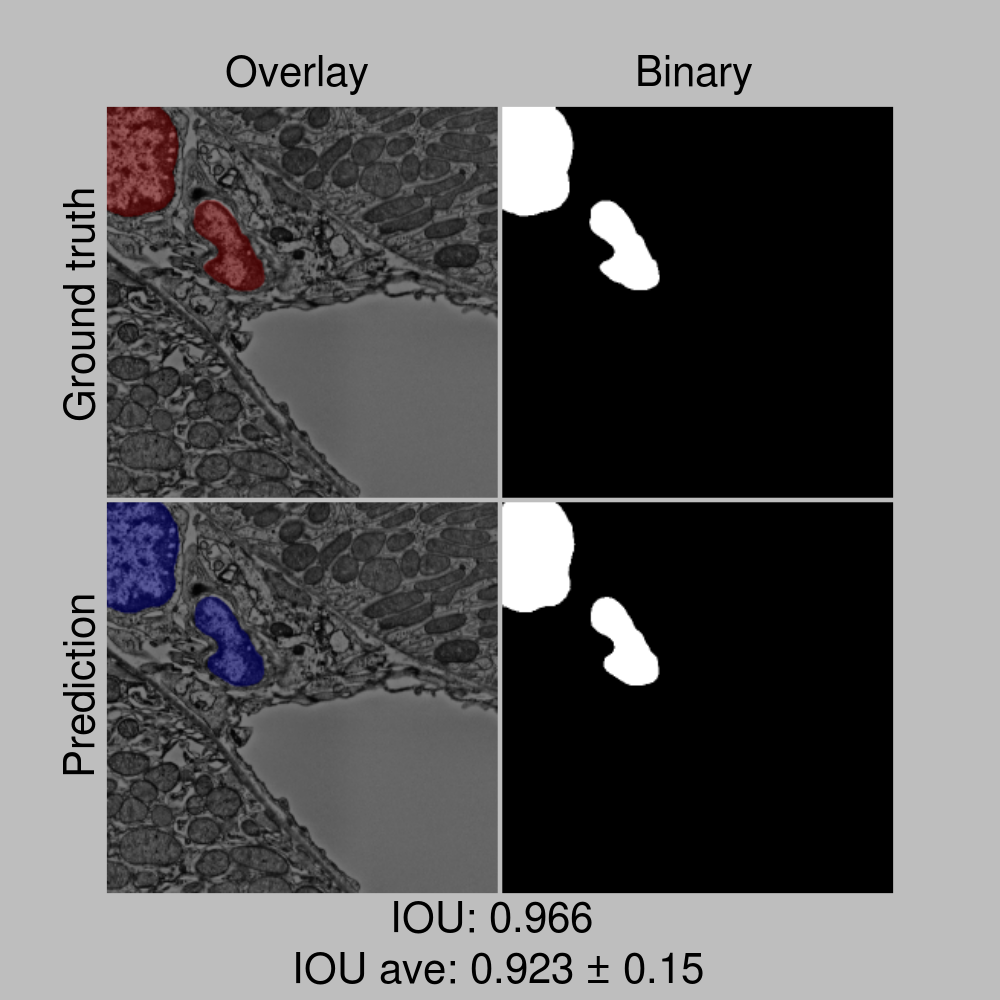 Overlay
Binary
Ground truth
Prediction
IOU: 0.966
IOU ave: 0.923 ± 0.15